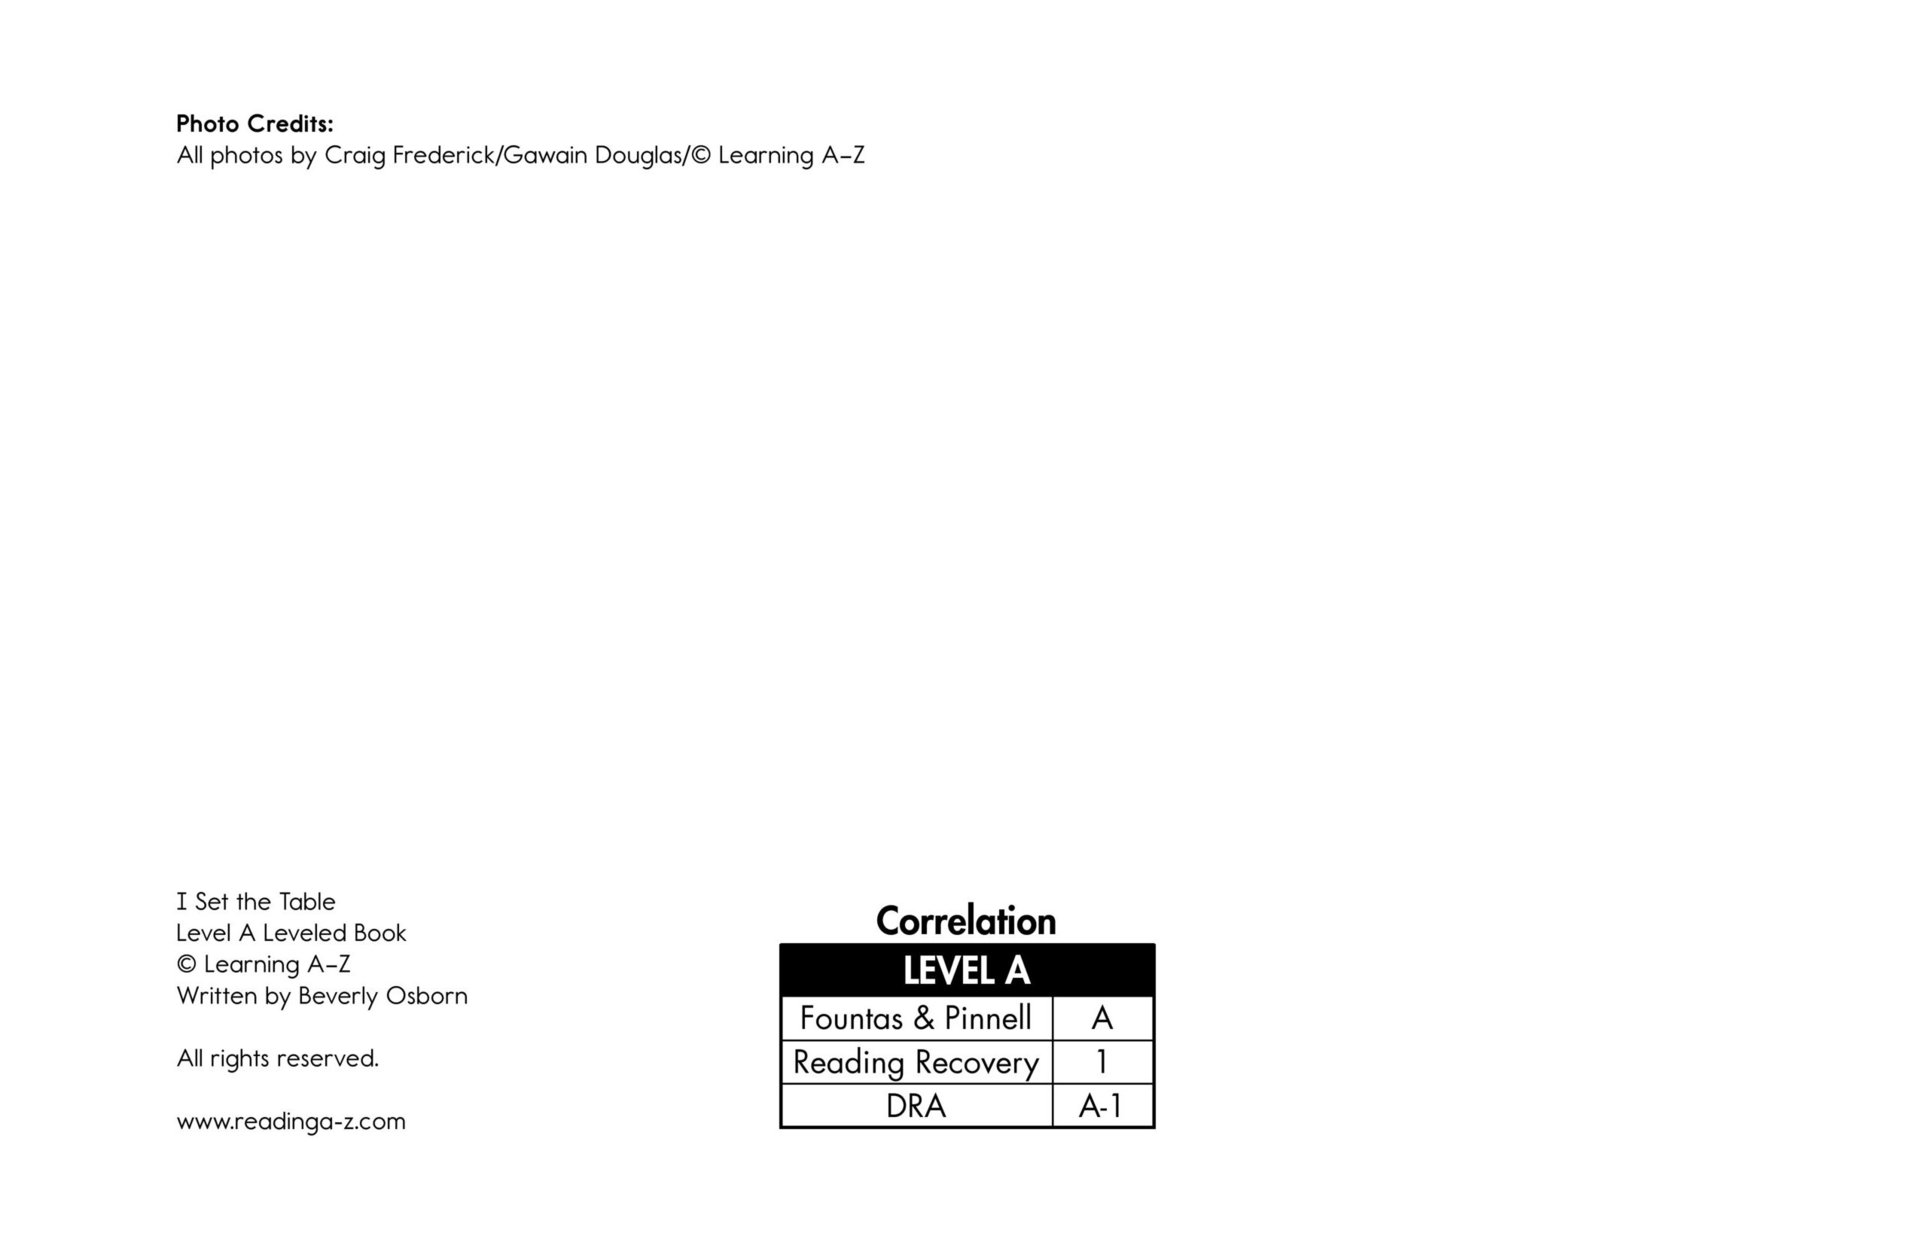 Photo Credits:
All photos by Craig Frederick/Gawain Douglas/© Learning A–Z
I Set the Table
Level A Leveled Book
© Learning A–Z
Written by Beverly Osborn
All rights reserved.
www.readinga-z.com
Correlation
LEVEL A
Fountas & Pinnell A
Reading Recovery 1
DRA A-1